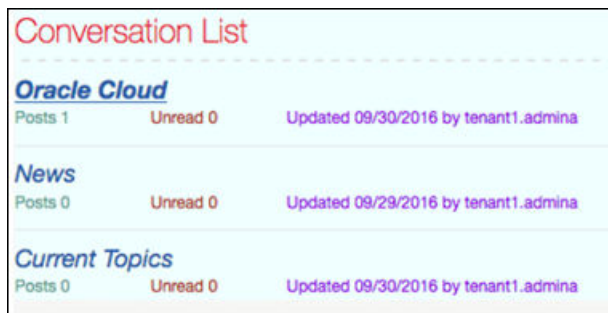 Conversation List
Oracle Cloud
Posts 1 Unread 0 Updated 09/30/2016 by tenant1.admina
News
Posts 0 Unread 0 Updated 09/29/2016 by tenant1.admina
Current Topics
Posts 0 Unread 0 Updated 09/30/2016 by tenant1.admina